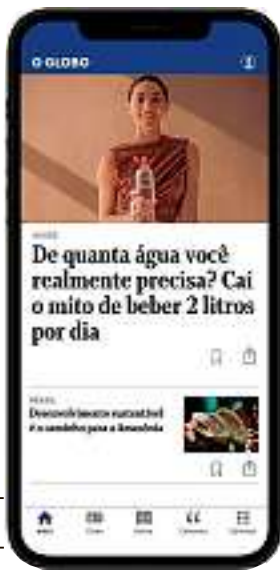 O GLOBO
De quanta água você
realmente precisa? Cai
o mito de beber 2 litros
por dia
BRASIL
Desenvolvimento sustentável
é o caminho para a Amazônia